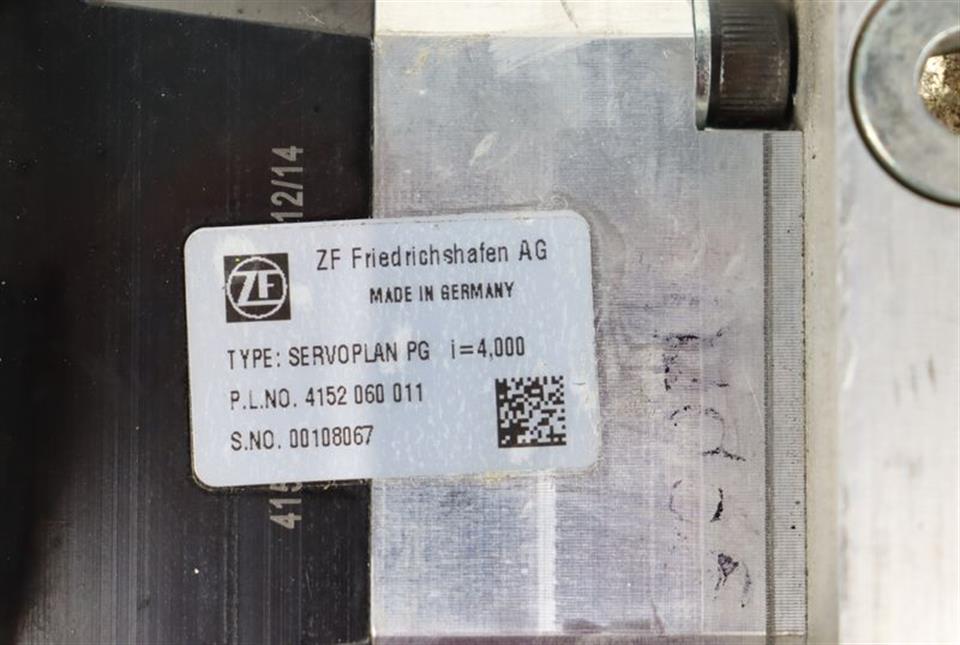 ZF
ZF Friedrichshafen AG
MADE IN GERMANY
TYPE: SERVOPLAN PG i=4,000
P.L.NO. 4152 060 011
S.NO. 00108067
12/14